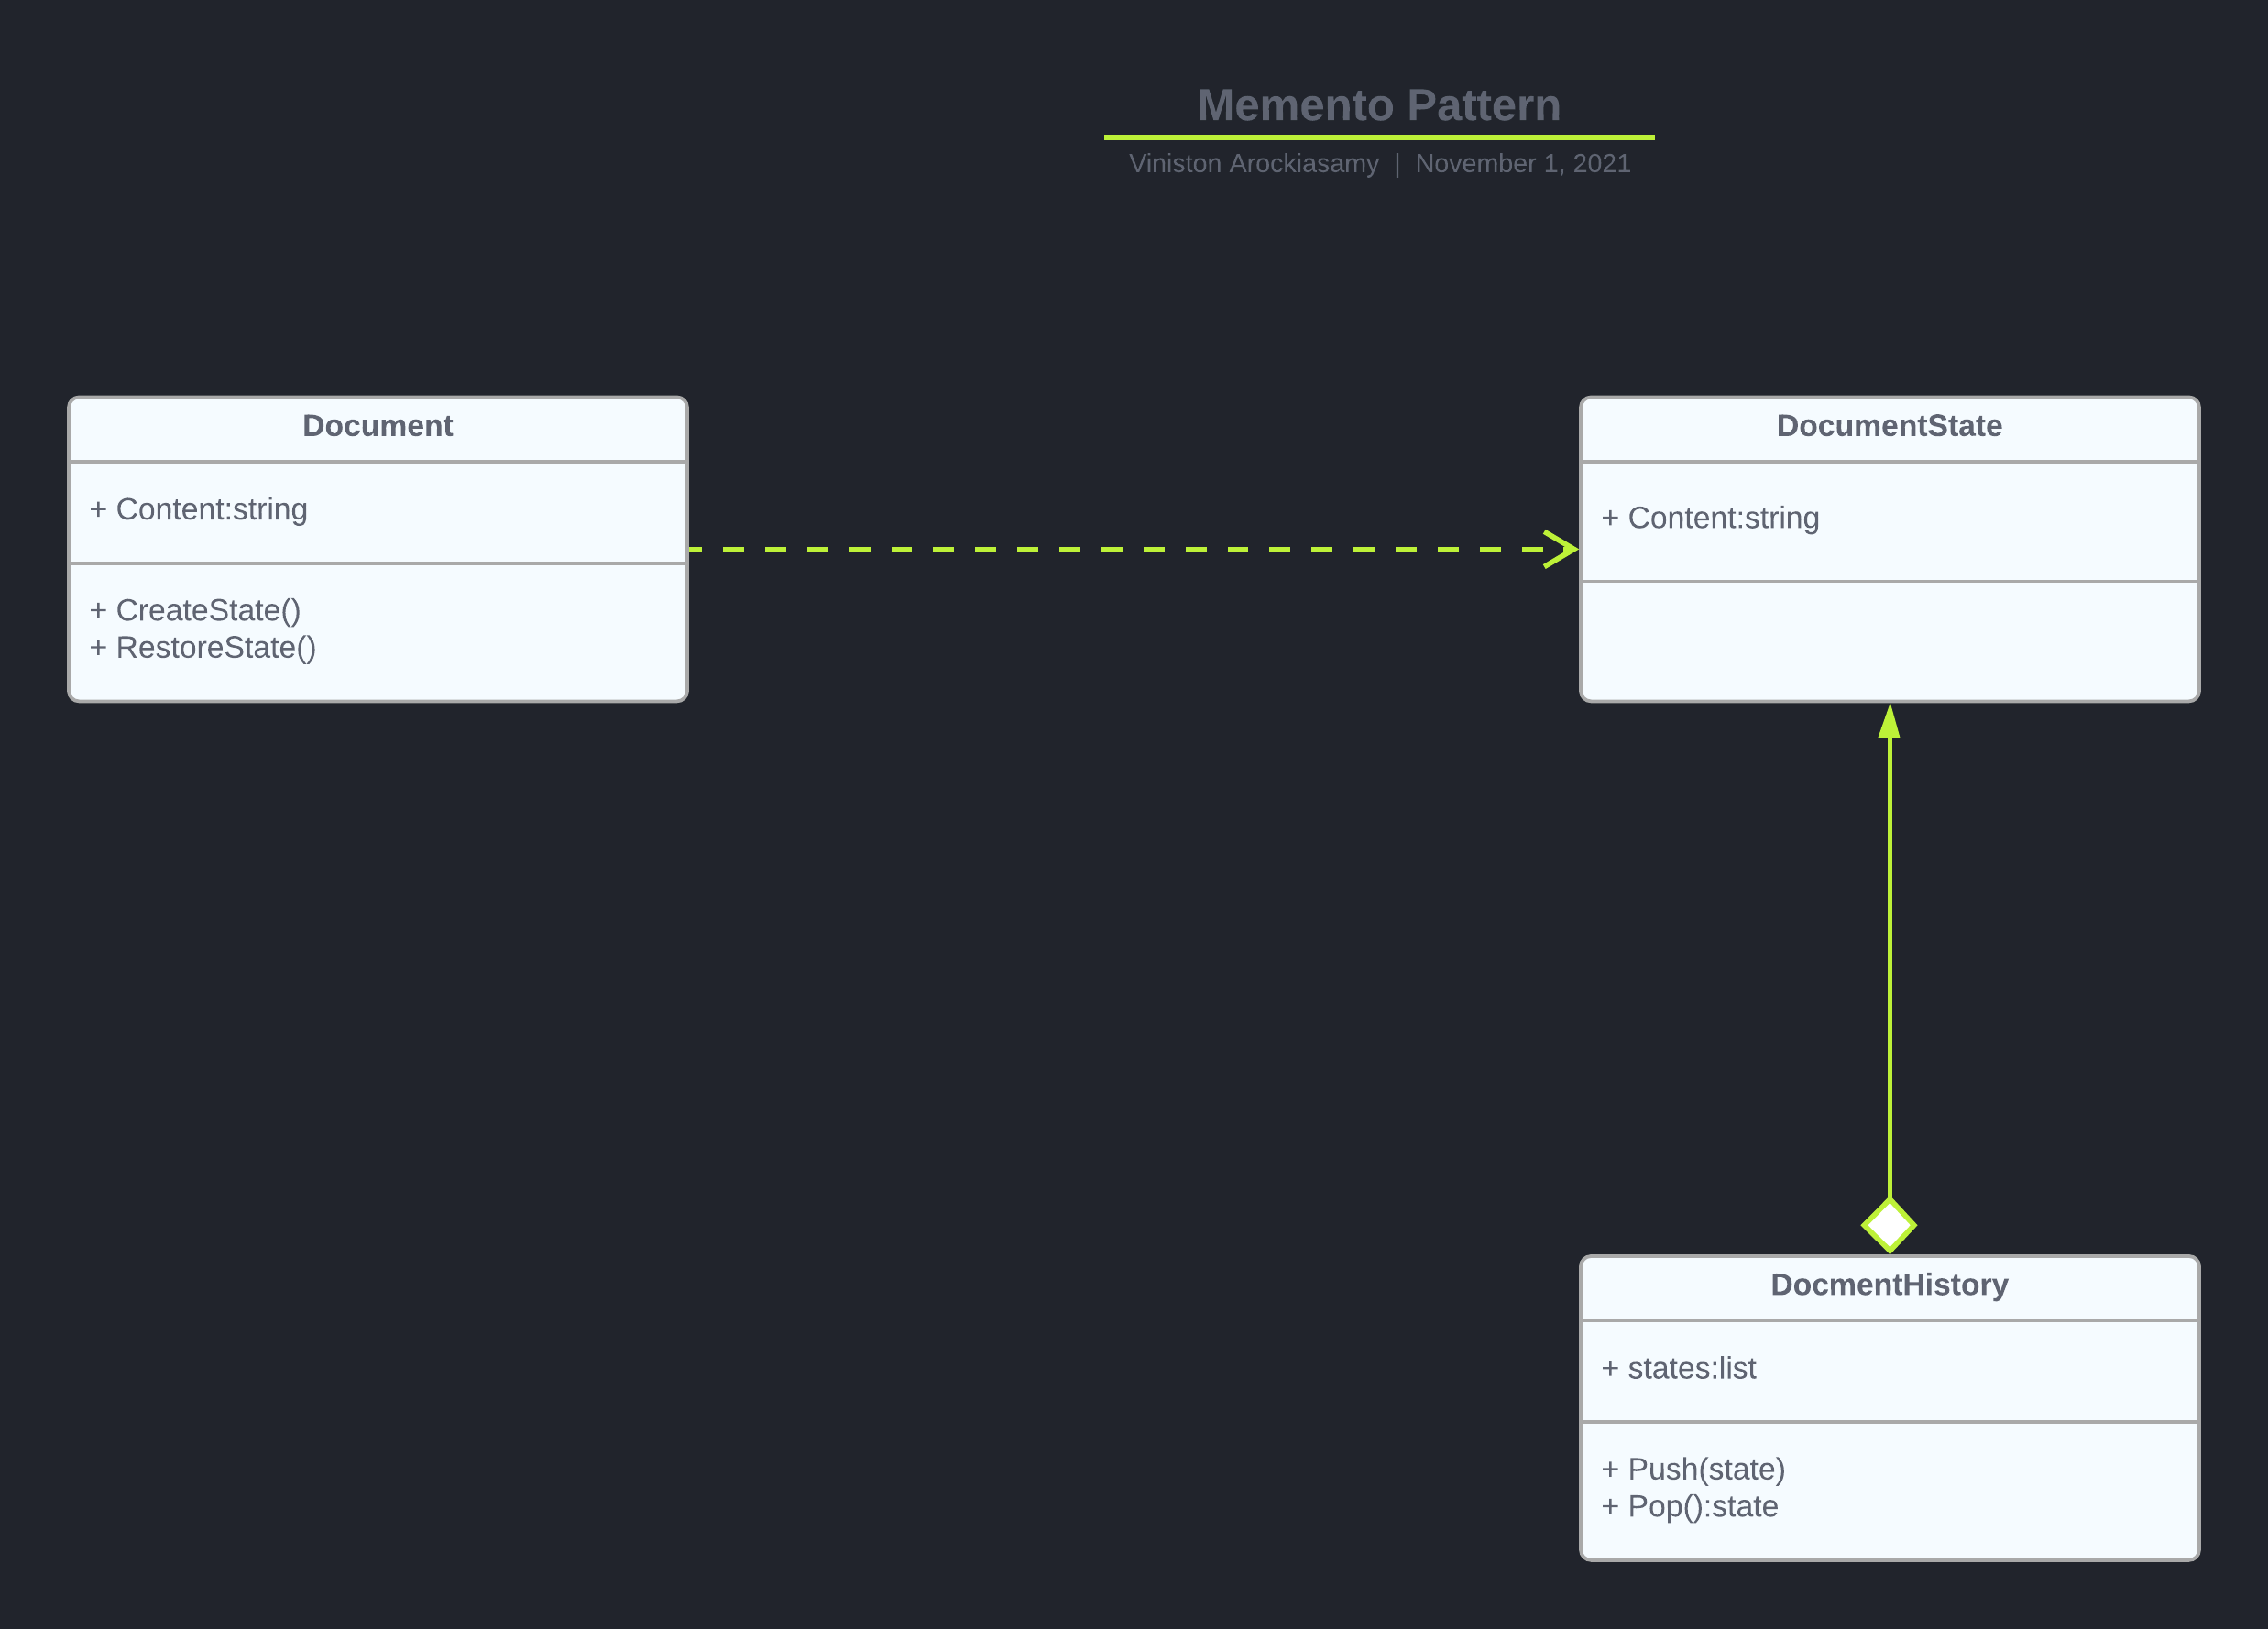 Memento Pattern
Viniston Arockiasamy | November 1, 2021
Document
+ Content:string
+ CreateState()
+ RestoreState()
DocumentState
+ Content:string
DocmentHistory
+ states:list
+ Push(state)
+ Pop():state